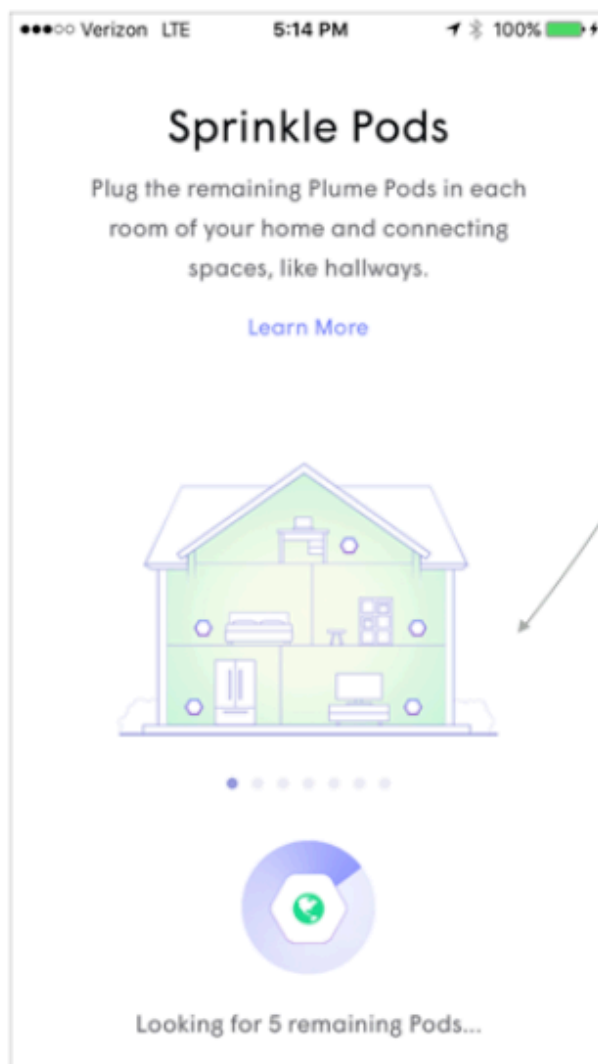 Verizon LTE 5:14 PM 100%
Sprinkle Pods
Plug the remaining Plume Pods in each
room of your home and connecting
spaces, like hallways.
Learn More
Looking for 5 remaining Pods...